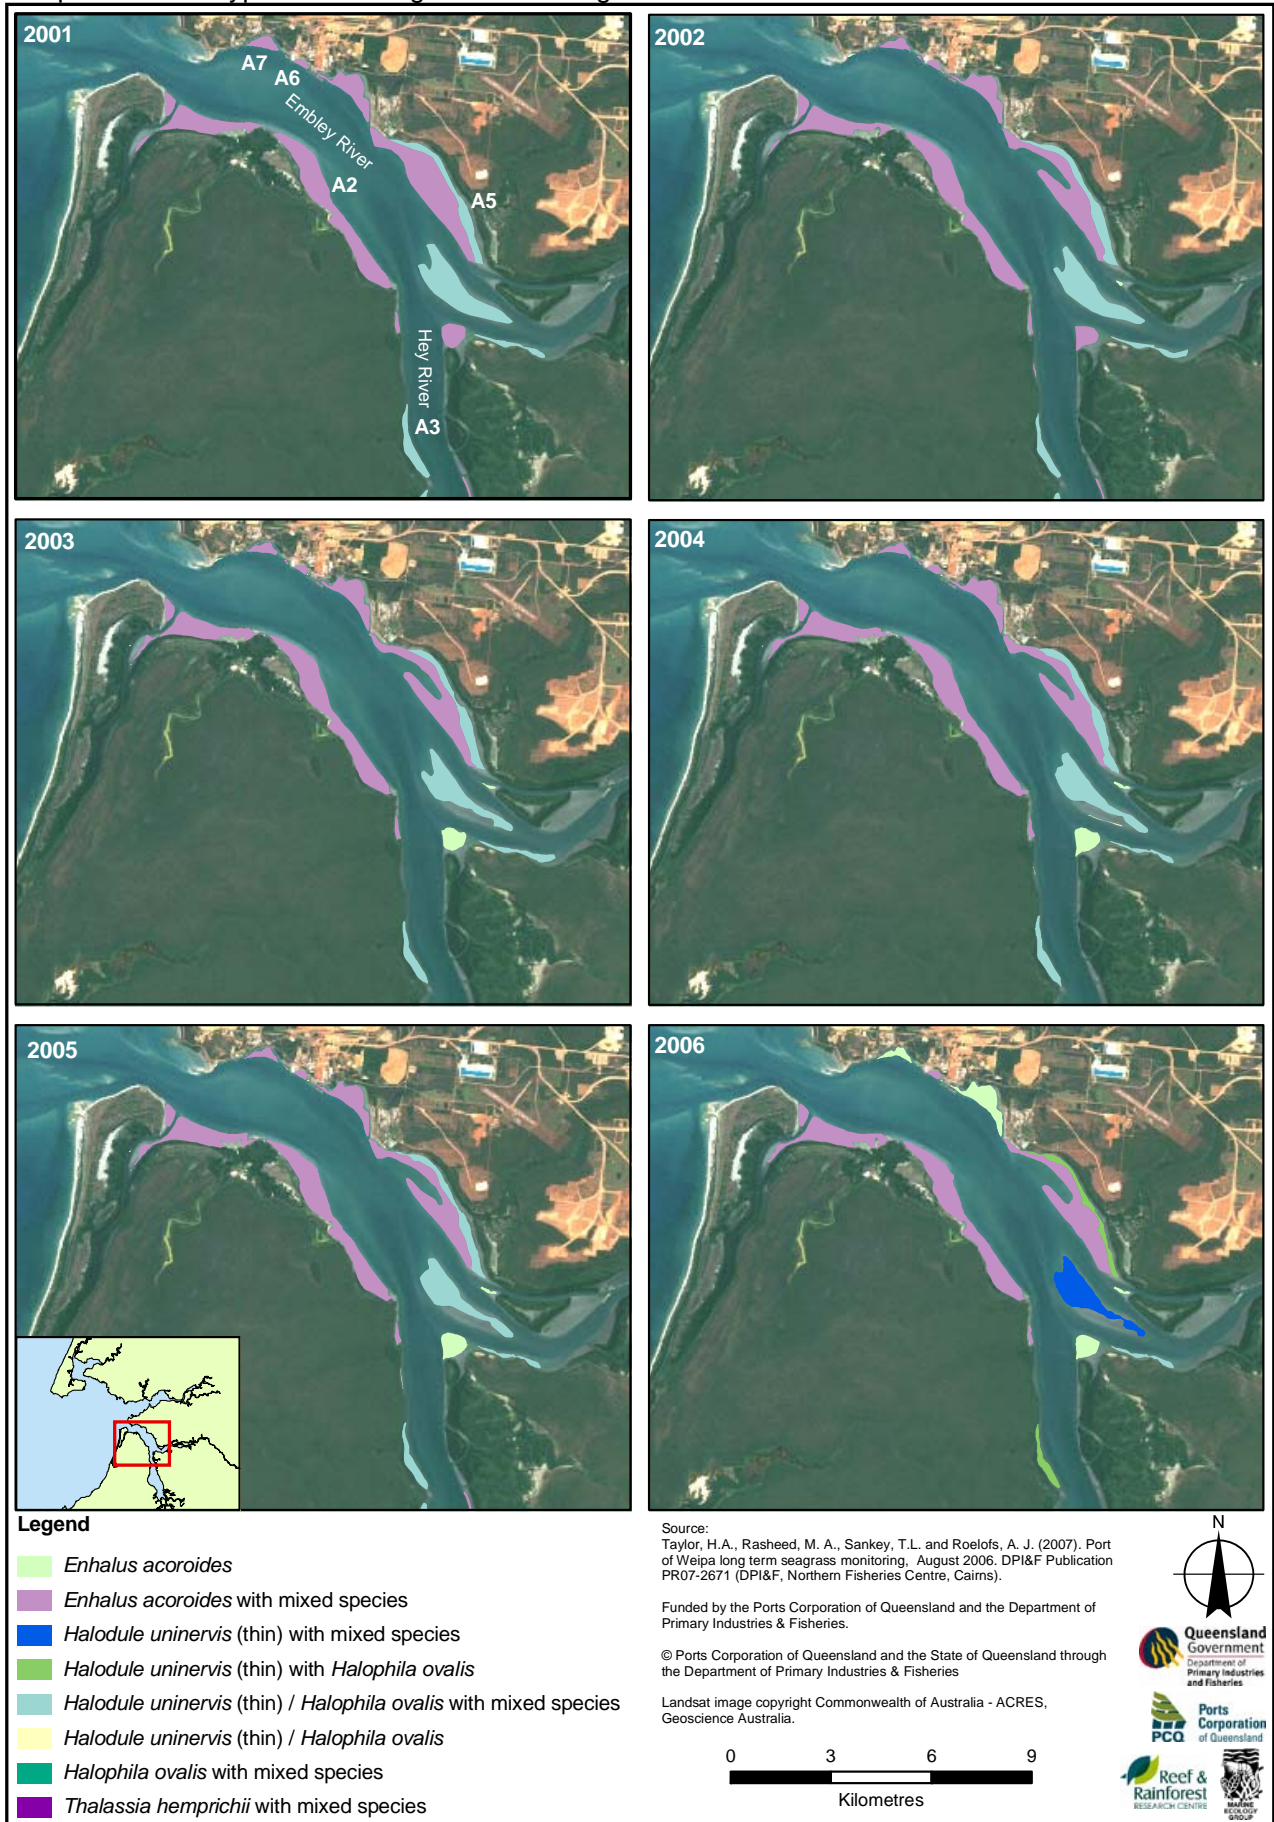 2001
A7
A6
Embley River
A2
A5
Hey River
A3
2002
2003
2004
2005
2006
Legend
Enhalus acoroides
Enhalus acoroides with mixed species
Halodule uninervis (thin) with mixed species
Halodule uninervis (thin) with Halophila ovalis
Halodule uninervis (thin) / Halophila ovalis with mixed species
Halodule uninervis (thin) / Halophila ovalis
Halophila ovalis with mixed species
Thalassia hemprichii with mixed species
Source:
Taylor, H.A., Rasheed, M. A., Sankey, T.L. and Roelofs, A. J. (2007). Port
of Weipa long term seagrass monitoring, August 2006. DPI&F Publication
PR07-2671 (DPI&F, Northern Fisheries Centre, Cairns).
Funded by the Ports Corporation of Queensland and the Department of
Primary Industries & Fisheries.
© Ports Corporation of Queensland and the State of Queensland through
the Department of Primary Industries & Fisheries
Landsat image copyright Commonwealth of Australia - ACRES,
Geoscience Australia.
0 3 6 9
Kilometres
N
Queensland
Government
Department of
Primary Industries
and Fisheries
PCQ
Ports
Corporation
of Queensland
Reef &
Rainforest
RESEARCH CENTRE
MARINE
ECOLOGY
GROUP